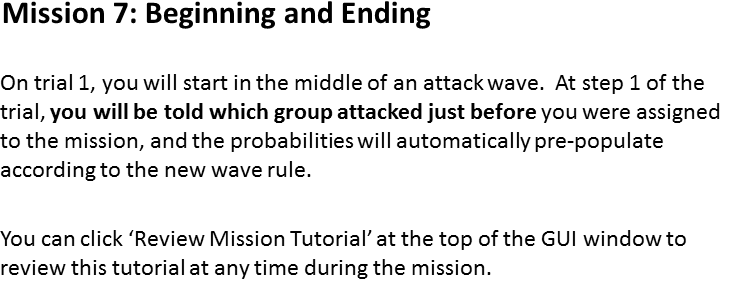 Mission 7: Beginning and Ending
On trial 1, you will start in the middle of an attack wave.  At step 1 of the
trial, you will be told which group attacked just before you were assigned
to the mission, and the probabilities will automatically pre-populate
according to the new wave rule.
You can click ‘Review Mission Tutorial’ at the top of the GUI window to
review this tutorial at any time during the mission.